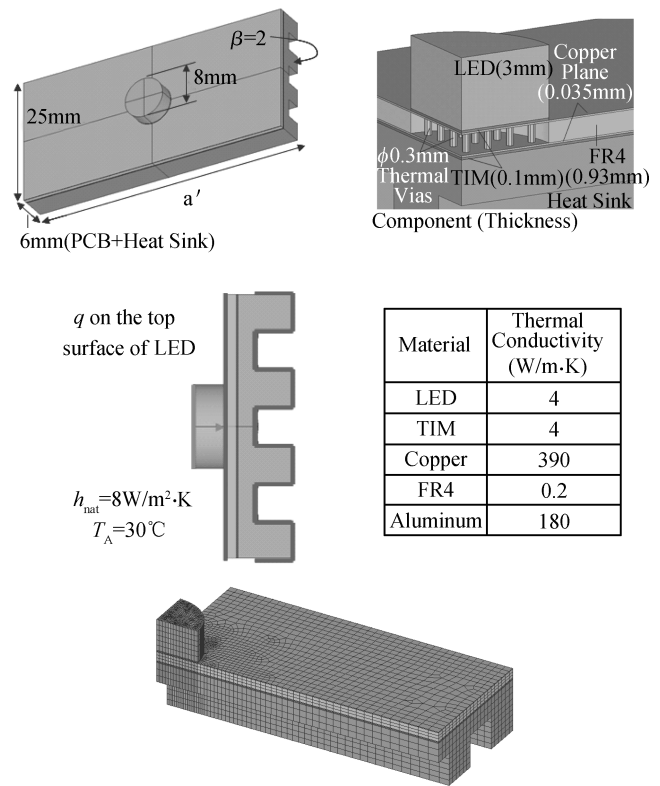 β=2
8mm
25mm
a′
6mm(PCB+Heat Sink)
LED(3mm)
Copper
Plane
(0.035mm)
ϕ0.3mm
Thermal
Vias
TIM(0.1mm)
FR4
(0.93mm)
Heat Sink
Component (Thickness)
q on the top
surface of LED
hnat=8W/m²·K
TA=30℃
Material Thermal
Conductivity
(W/m·K)
LED 4
TIM 4
Copper 390
FR4 0.2
Aluminum 180